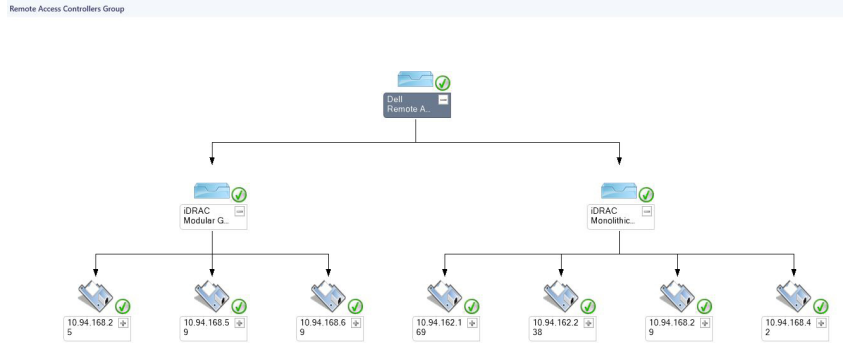 Remote Access Controllers Group
Dell
Remote A..
iDRAC
Modular G..
iDRAC
Monolithic..
10.94.168.2
5
10.94.168.5
9
10.94.168.6
9
10.94.162.1
69
10.94.162.2
38
10.94.168.2
9
10.94.168.4
2